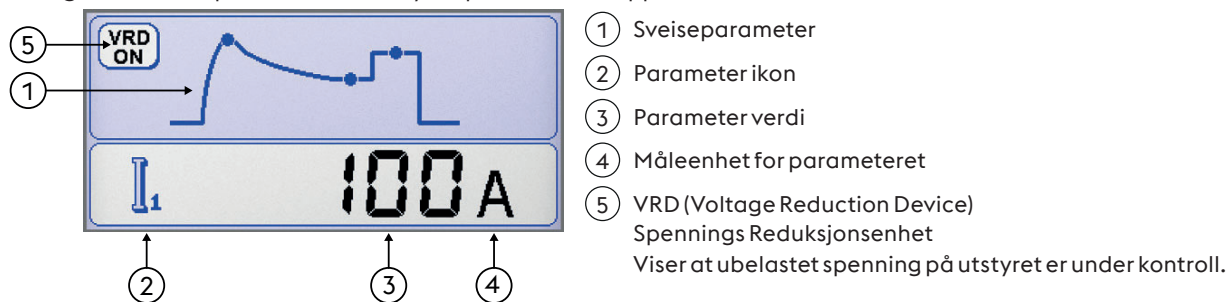 VRD
ON
5
1
I1
100 A
2
3
4
1 Sveiseparameter
2 Parameter ikon
3 Parameter verdi
4 Måleenhet for parameteret
5 VRD (Voltage Reduction Device)
Spennings Reduksjonsenhet
Viser at ubelastet spenning på utstyret er under kontroll.